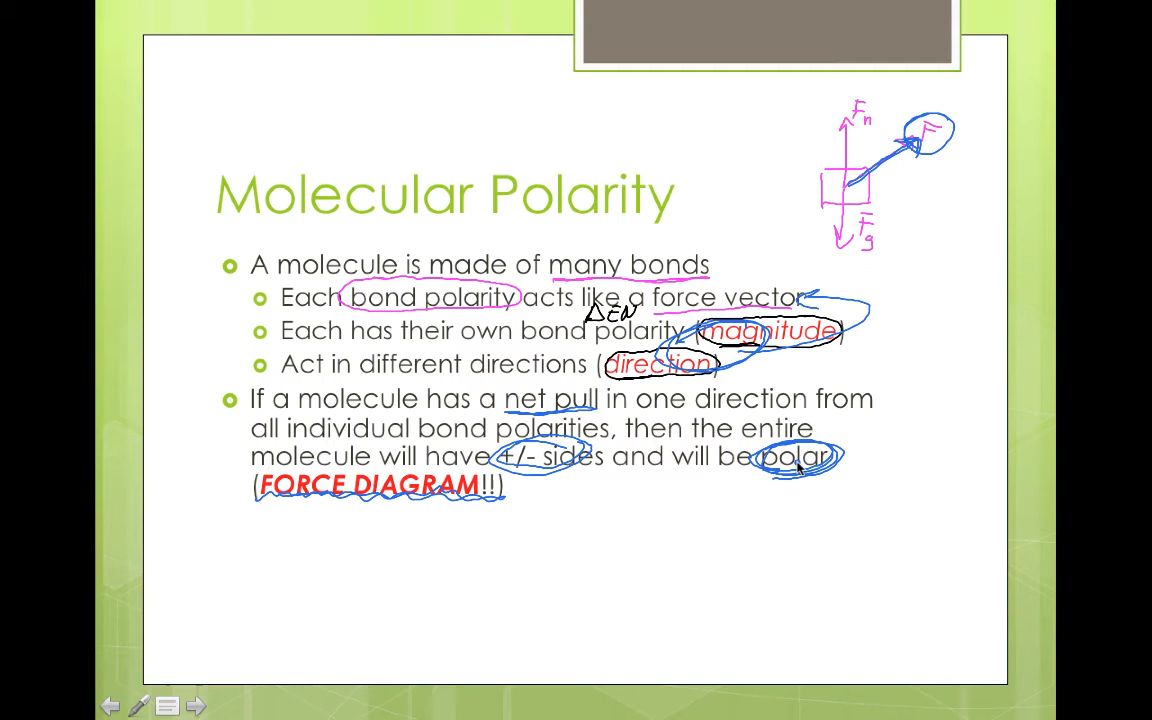 Fn
F
Fg
Molecular Polarity
A molecule is made of many bonds
Each bond polarity acts like a force vector
ΔEN
Each has their own bond polarity (magnitude)
Act in different directions (direction)
If a molecule has a net pull in one direction from
all individual bond polarities, then the entire
molecule will have +/- sides and will be polar
(FORCE DIAGRAM!!)